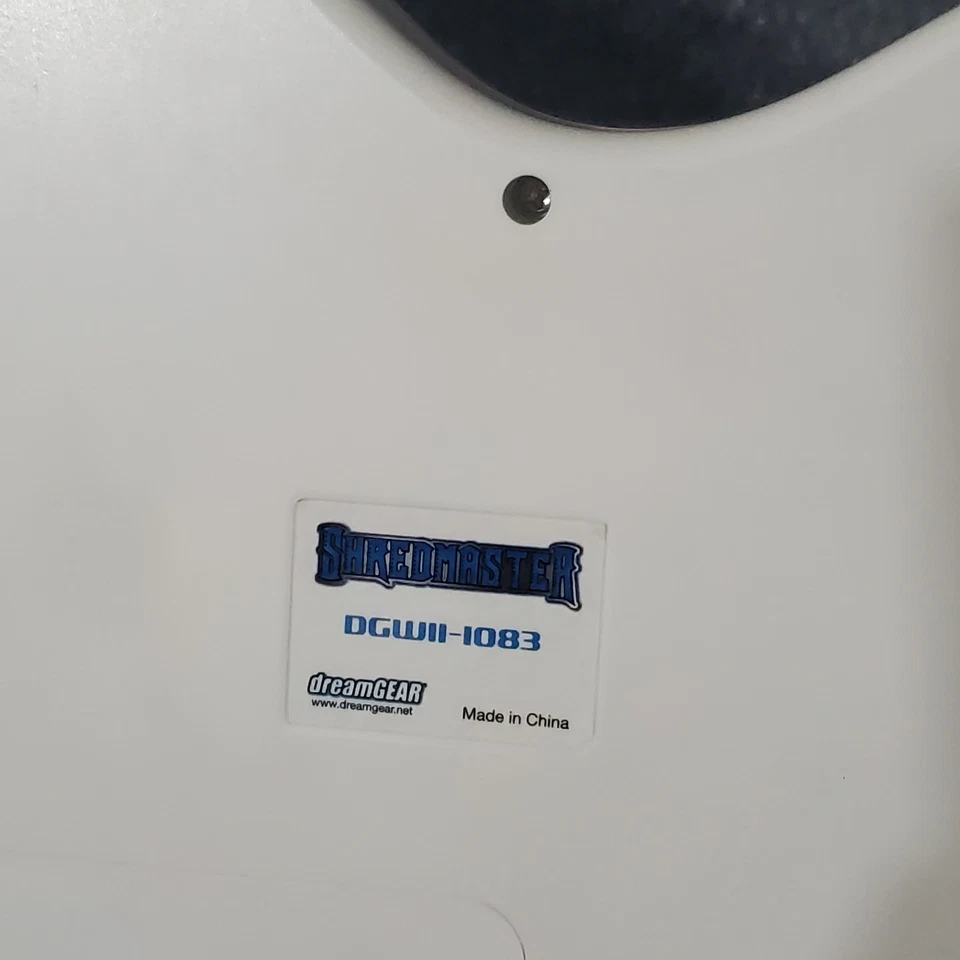 SHREDMASTER
DGWII-1083
dreamGEAR
www.dreamgear.net
Made in China